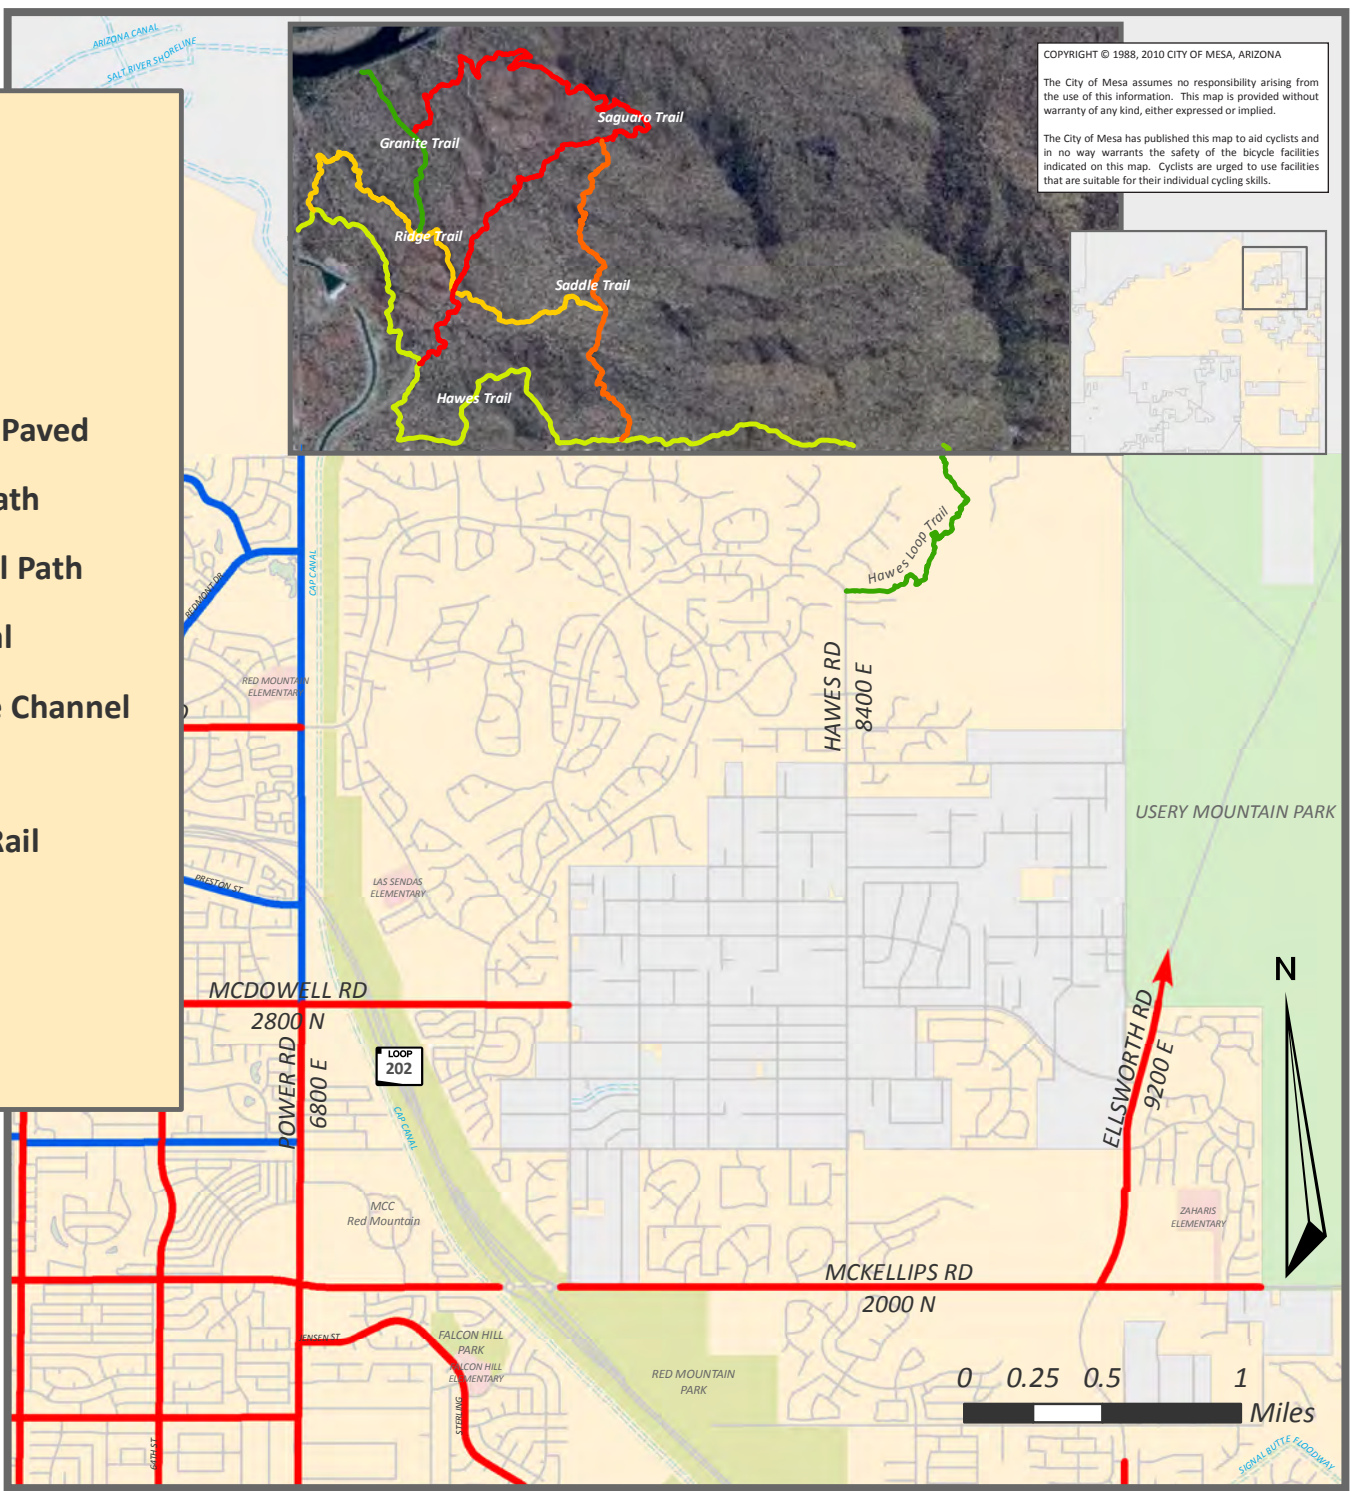 ARIZONA CANAL
SALT RIVER SHORELINE
COPYRIGHT © 1988, 2010 CITY OF MESA, ARIZONA
The City of Mesa assumes no responsibility arising from
the use of this information. This map is provided without
warranty of any kind, either expressed or implied.
The City of Mesa has published this map to aid cyclists and
in no way warrants the safety of the bicycle facilities
indicated on this map. Cyclists are urged to use facilities
that are suitable for their individual cycling skills.
Saguaro Trail
Granite Trail
Ridge Trail
Saddle Trail
Hawes Trail
Paved
ath
l Path
al
e Channel
Rail
Hawes Loop Trail
CAP CANAL
REDMONT DR
RED MOUNTAIN
ELEMENTARY
HAWES RD
8400 E
USERY MOUNTAIN PARK
PRESTON ST
LAS SENDAS
ELEMENTARY
MCDOWELL RD
2800 N
LOOP
202
POWER RD
6800 E
CAP CANAL
ELLSWORTH RD
9200 E
N
MCC
Red Mountain
ZAHARIS
ELEMENTARY
MCKELLIPS RD
2000 N
JENSEN ST
FALCON HILL
PARK
FALCON HILL
ELEMENTARY
RED MOUNTAIN
PARK
STERLING
64TH ST
0 0.25 0.5 1
Miles
SIGNAL BUTTE FLOODWAY